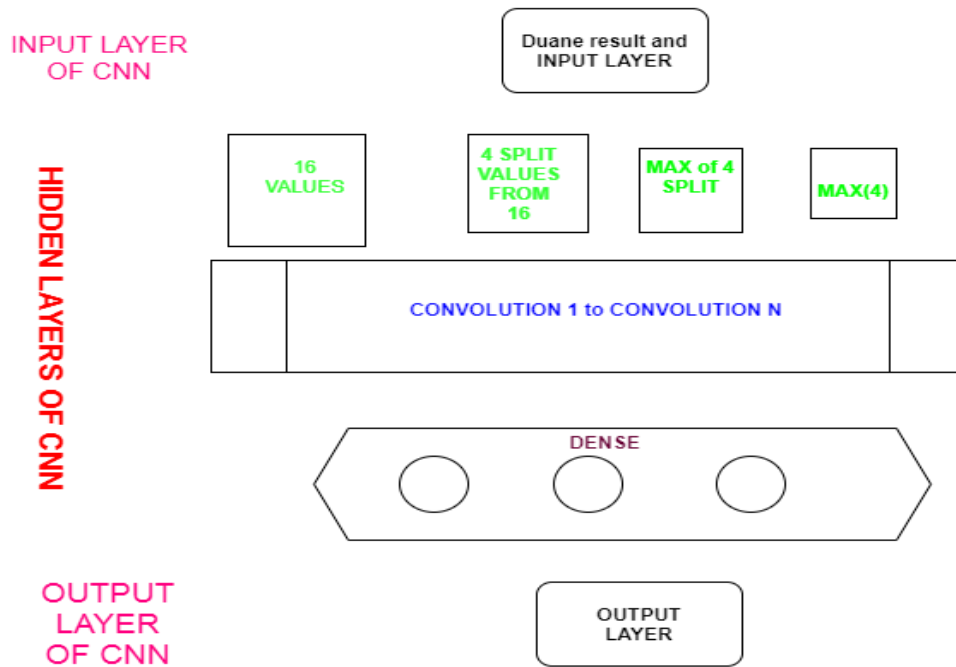 INPUT LAYER
OF CNN
Duane result and
INPUT LAYER
HIDDEN LAYERS OF CNN
16
VALUES
4 SPLIT
VALUES
FROM
16
MAX of 4
SPLIT
MAX(4)
CONVOLUTION 1 to CONVOLUTION N
DENSE
OUTPUT
LAYER
OF CNN
OUTPUT
LAYER